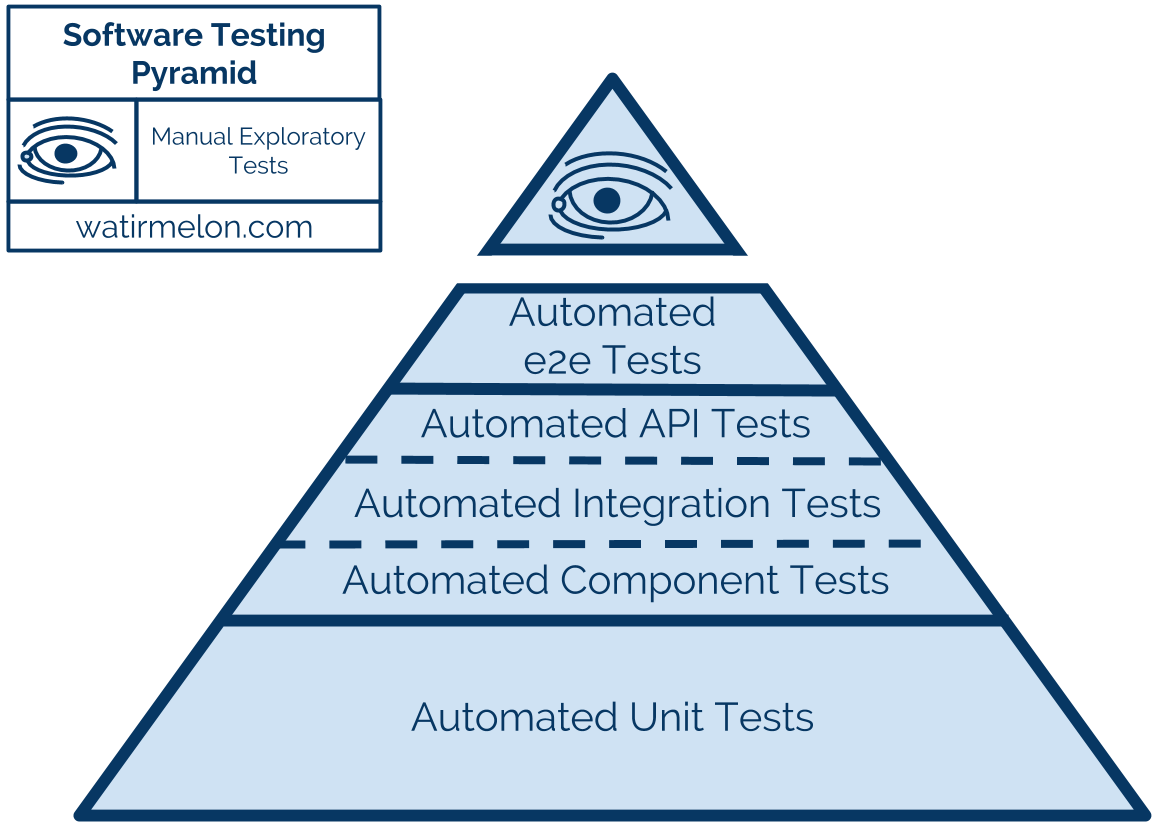 Software Testing
Pyramid
Manual Exploratory
Tests
watirmelon.com
Automated
e2e Tests
Automated API Tests
Automated Integration Tests
Automated Component Tests
Automated Unit Tests